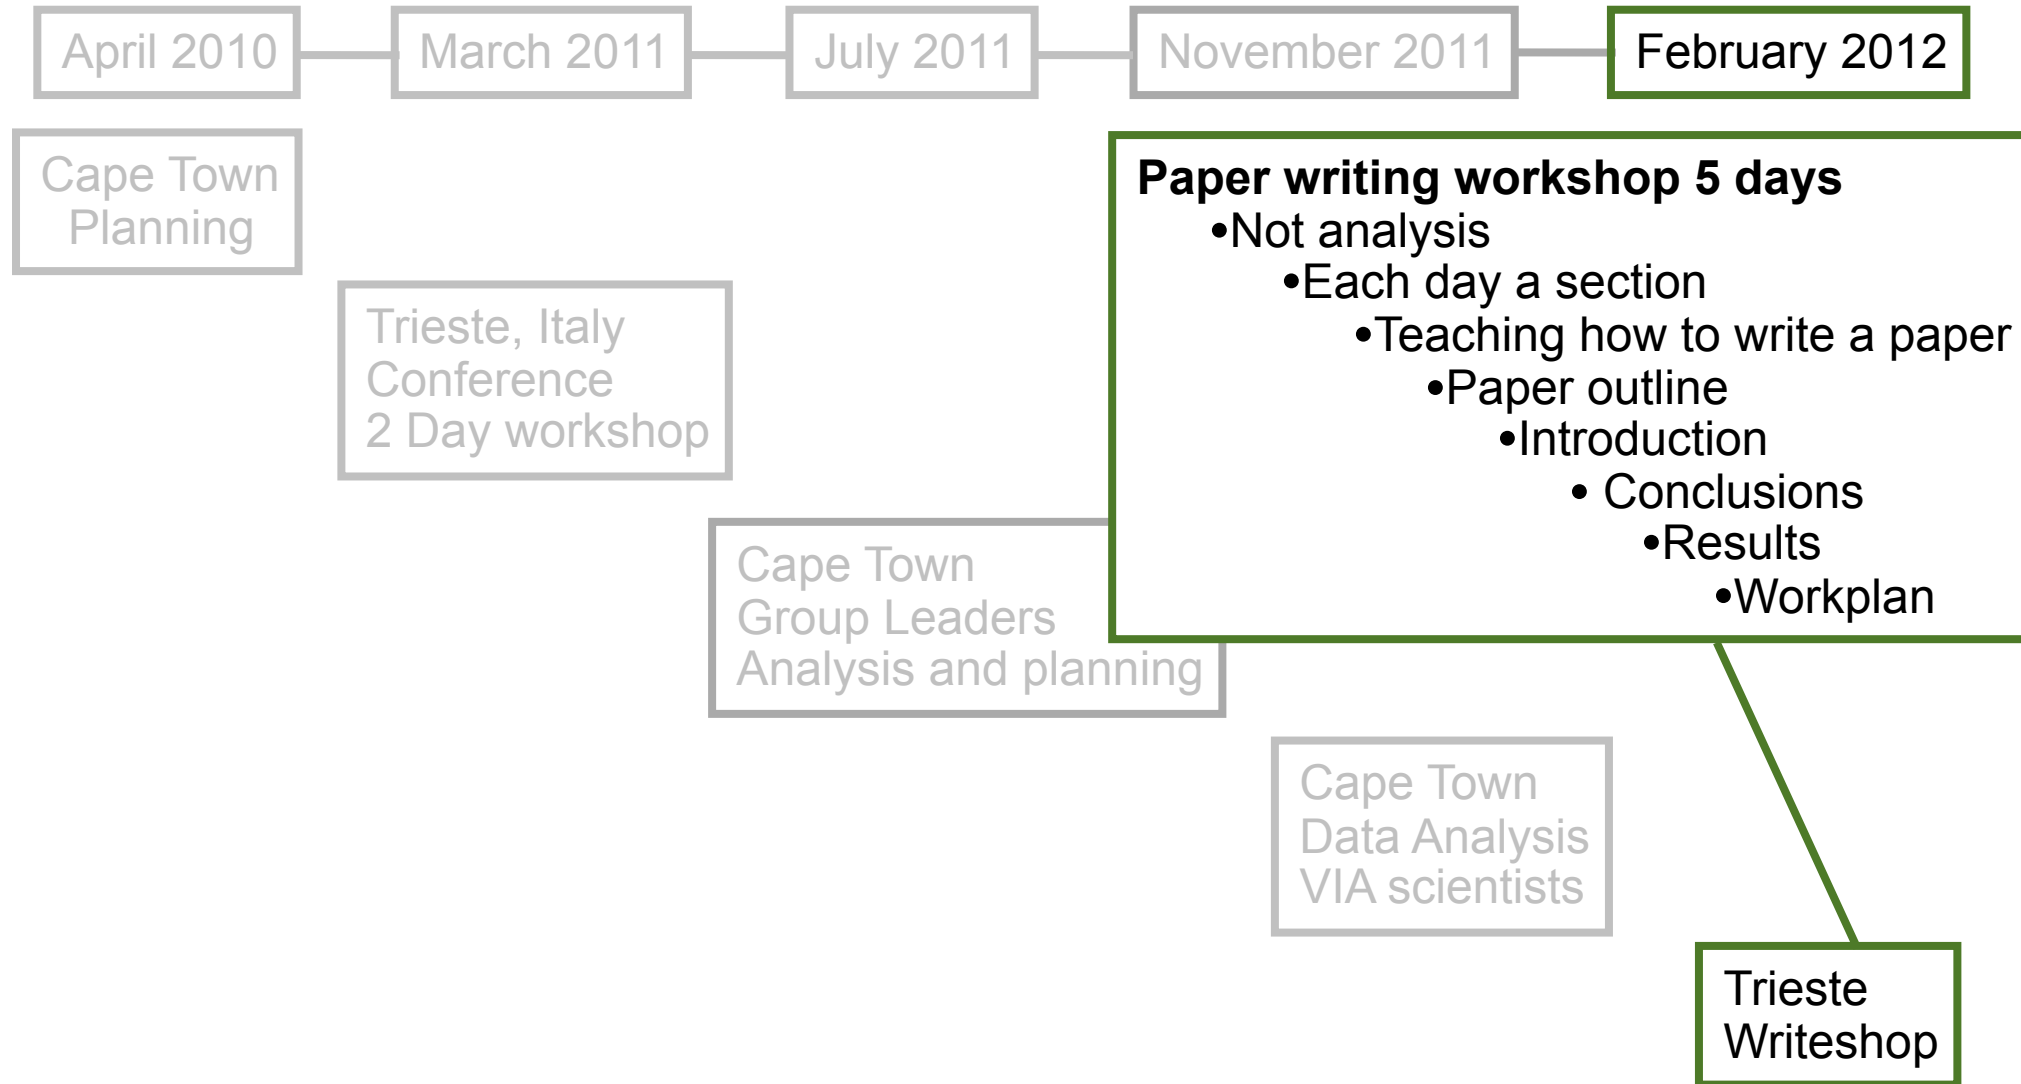 April 2010
March 2011
July 2011
November 2011
February 2012
Cape Town
Planning
Trieste, Italy
Conference
2 Day workshop
Cape Town
Group Leaders
Analysis and planning
Paper writing workshop 5 days
•Not analysis
•Each day a section
•Teaching how to write a paper
•Paper outline
•Introduction
• Conclusions
•Results
•Workplan
Cape Town
Data Analysis
VIA scientists
Trieste
Writeshop